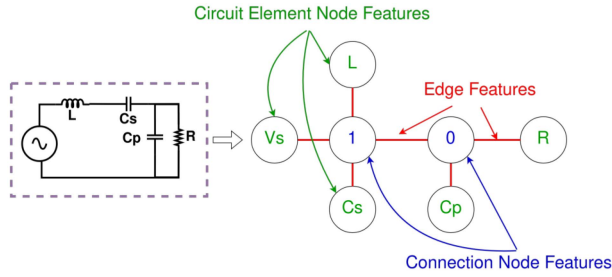 Circuit Element Node Features
L
Edge Features
L
Cs
Cp
R
Vs
1
0
R
Cs
Cp
Connection Node Features